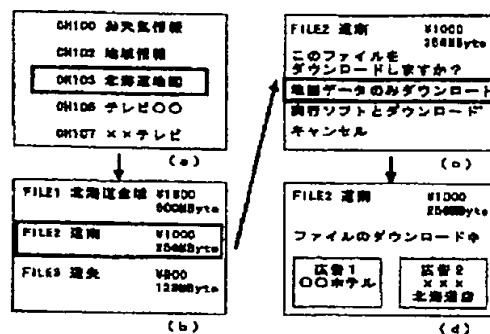 CH100 お天気情報
CH102 地域情報
CH103 北海道地図
CH106 テレビ〇〇
CH107 ××テレビ
(a)
FILE1 北海道全域 ¥1800
600MByte
FILE2 道南 ¥1000
256MByte
FILE3 道央 ¥800
128MByte
(b)
FILE2 道南 ¥1000
256MByte
このファイルを
ダウンロードしますか?
地図データのみダウンロード
実行ソフトとダウンロード
キャンセル
(c)
FILE2 道南 ¥1000
256MByte
ファイルのダウンロード中
広告1
〇〇ホテル
広告2
×××
北海道店
(d)